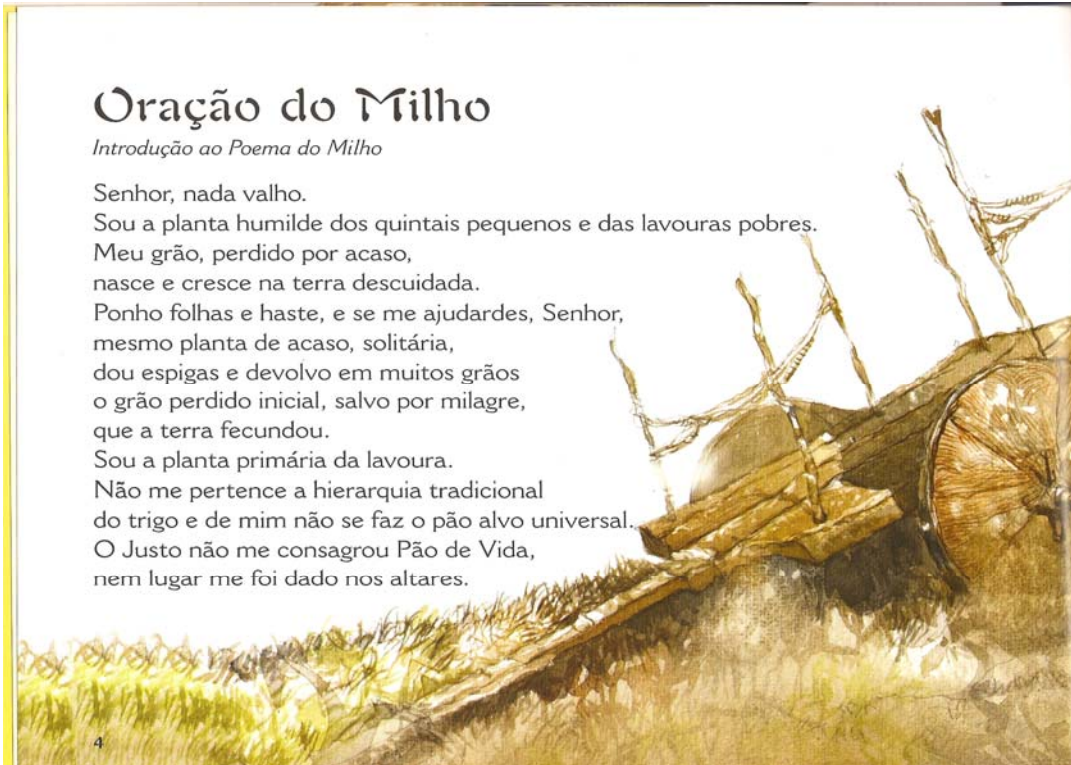 Oração do Milho
Introdução ao Poema do Milho
Senhor, nada valho.
Sou a planta humilde dos quintais pequenos e das lavouras pobres.
Meu grão, perdido por acaso,
nasce e cresce na terra descuidada.
Ponho folhas e haste, e se me ajudardes, Senhor,
mesmo planta de acaso, solitária,
dou espigas e devolvo em muitos grãos
o grão perdido inicial, salvo por milagre,
que a terra fecundou.
Sou a planta primária da lavoura.
Não me pertence a hierarquia tradicional
do trigo e de mim não se faz o pão alvo universal.
O Justo não me consagrou Pão de Vida,
nem lugar me foi dado nos altares.
4